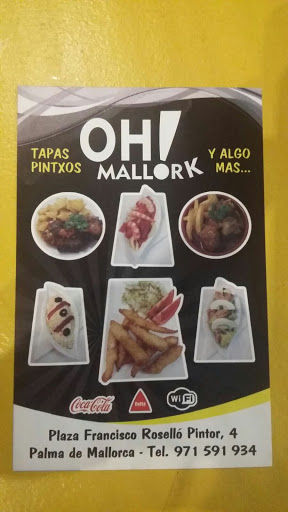 TAPAS
PINTXOS
OH!
MALLORK
Y ALGO
MAS...
Coca-Cola
WiFi
Plaza Francisco Roselló Pintor, 4
Palma de Mallorca - Tel. 971 591 934